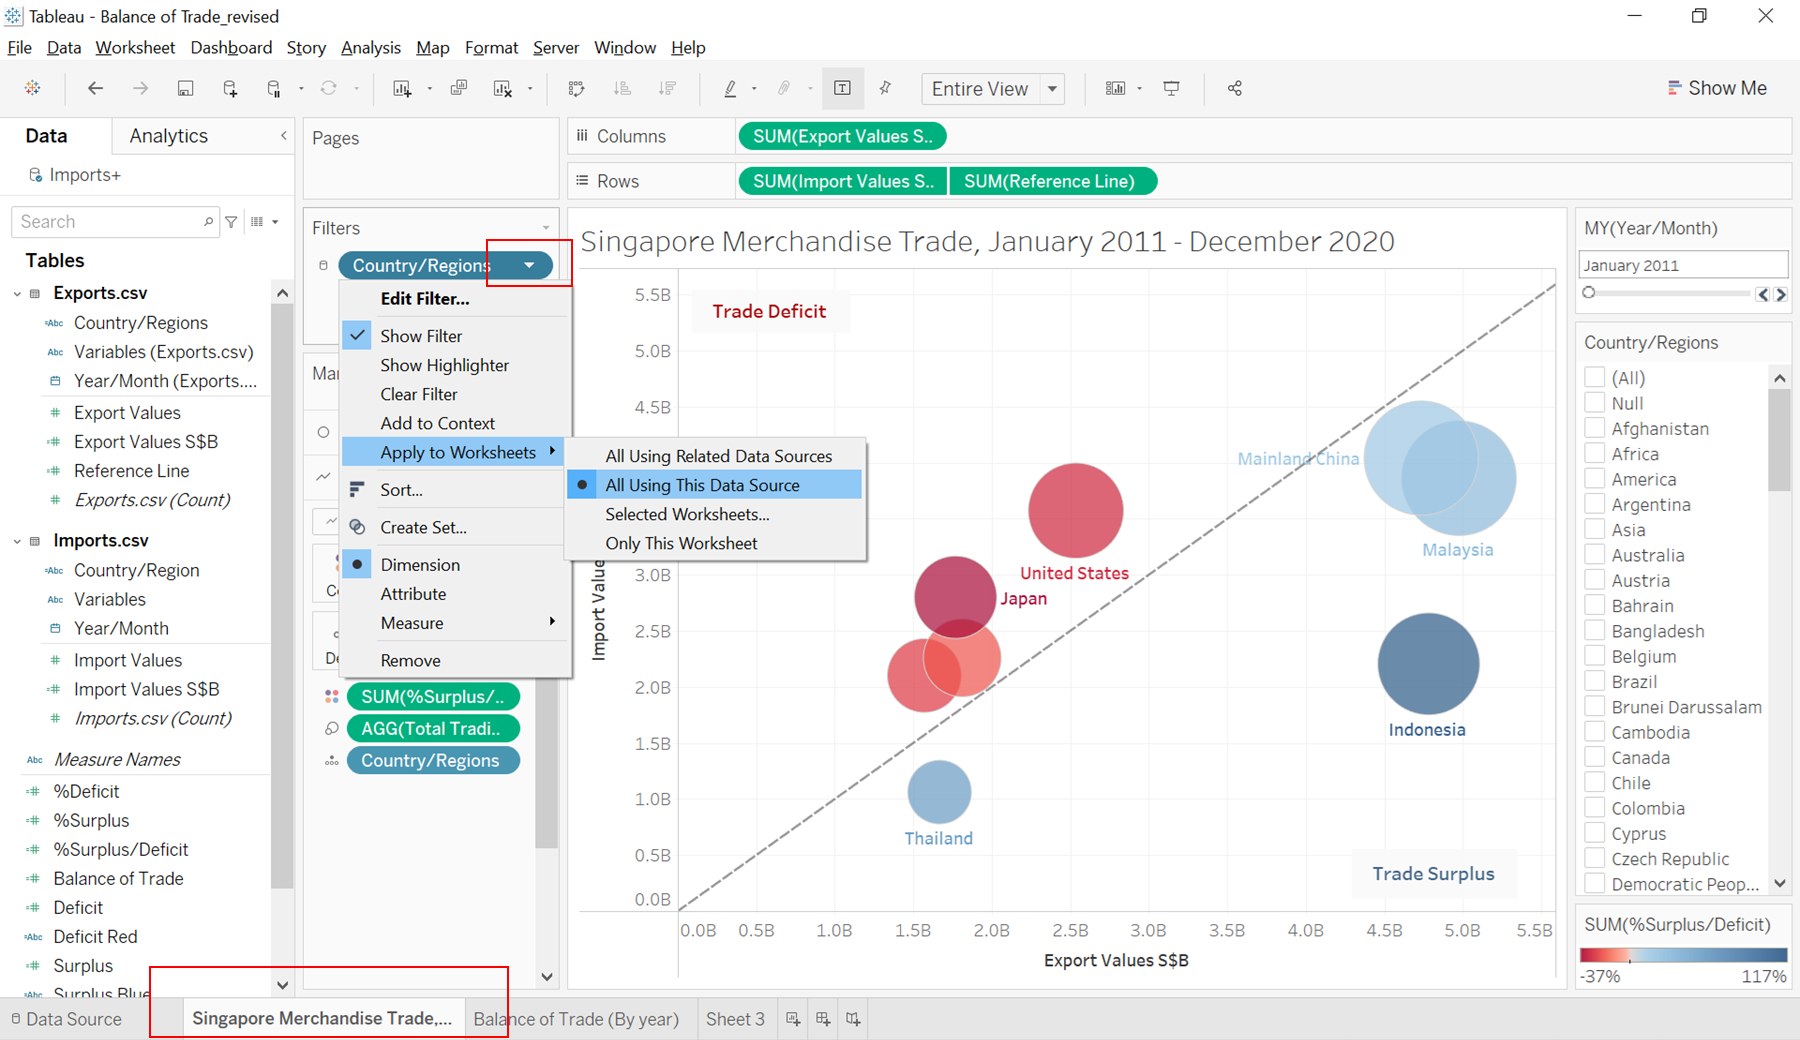 Tableau - Balance of Trade_revised
File Data Worksheet Dashboard Story Analysis Map Format Server Window Help
Entire View
Show Me
Data
Analytics
Imports+
Search
Tables
Exports.csv
Abc Country/Regions
Abc Variables (Exports.csv)
Year/Month (Exports....
Export Values
Export Values S$B
Reference Line
Exports.csv (Count)
Imports.csv
Abc Country/Region
Abc Variables
Year/Month
Import Values
Import Values S$B
Imports.csv (Count)
Abc Measure Names
%Deficit
%Surplus
%Surplus/Deficit
Balance of Trade
Deficit
Abc Deficit Red
Surplus
Abc Surplus Blue
Pages
Filters
Country/Regions
Edit Filter...
Show Filter
Show Highlighter
Clear Filter
Add to Context
Apply to Worksheets
Sort...
Create Set...
Dimension
Attribute
Measure
Remove
All Using Related Data Sources
All Using This Data Source
Selected Worksheets...
Only This Worksheet
SUM(%Surplus/..
AGG(Total Tradi..
Country/Regions
Columns
SUM(Export Values S..
Rows
SUM(Import Values S.. SUM(Reference Line)
Singapore Merchandise Trade, January 2011 - December 2020
5.5B
5.0B
4.5B
3.0B
2.5B
2.0B
1.5B
1.0B
0.5B
0.0B
Import Value
Trade Deficit
Mainland China
Malaysia
United States
Japan
Indonesia
Thailand
Trade Surplus
0.0B 0.5B 1.0B 1.5B 2.0B 2.5B 3.0B 3.5B 4.0B 4.5B 5.0B 5.5B
Export Values S$B
MY(Year/Month)
January 2011
Country/Regions
(All)
Null
Afghanistan
Africa
America
Argentina
Asia
Australia
Austria
Bahrain
Bangladesh
Belgium
Brazil
Brunei Darussalam
Cambodia
Canada
Chile
Colombia
Cyprus
Czech Republic
Democratic Peop...
SUM(%Surplus/Deficit)
-37% 117%
Data Source
Singapore Merchandise Trade,...
Balance of Trade (By year)
Sheet 3